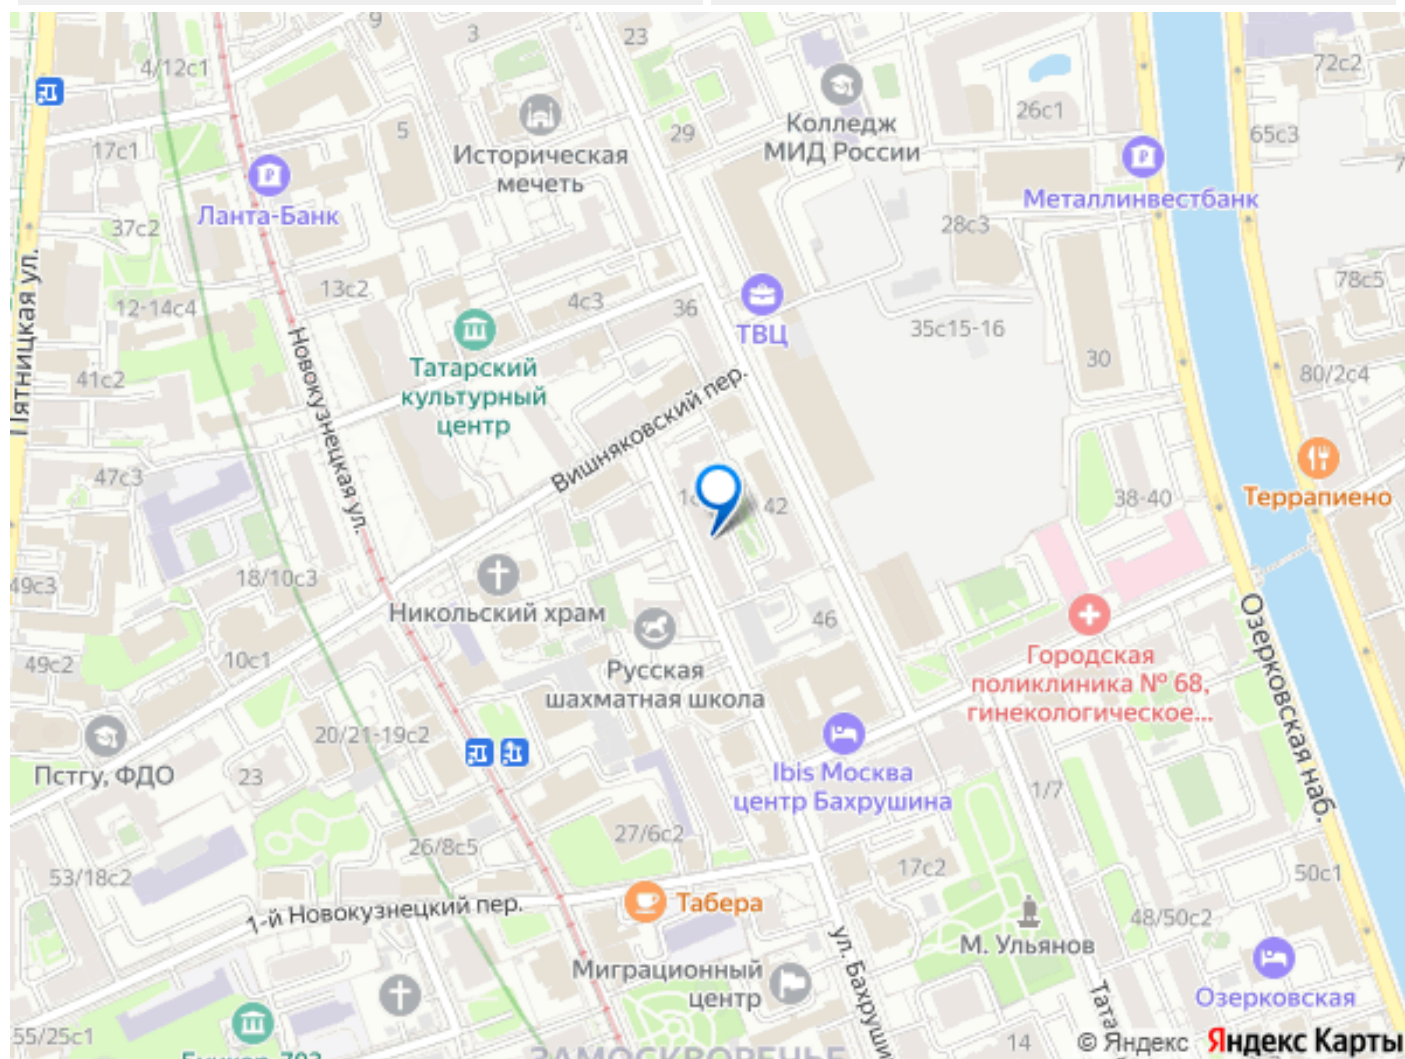 9
3
23
4/12с1
72с2
26с1
Колледж
МИД России
5
29
65с3
17с1
Историческая
мечеть
7
Ланта-Банк
Металлинвестбанк
37с2
28с3
Пятницкая ул.
13с2
4с3
36
78с5
12-14с4
ТВЦ
35с15-16
Новокузнецкая ул.
30
41с2
Татарский
культурный
центр
80/2с4
Вишняковский пер.
47с3
42
38-40
Террапиено
49с3
18/10с3
Никольский храм
46
Озерковская наб.
49с2
10с1
Русская
шахматная школа
Городская
поликлиника № 68,
гинекологическое...
20/21-19с2
Пстгу, ФДО
23
Ibis Москва
центр Бахрушина
1/7
26/8с5
27/6с2
53/18с2
17с2
50с1
1-й Новокузнецкий пер.
Табера
48/50с2
М. Ульянов
ул. Бахруши
Миграционный
центр
Озерковская
Тата
55/25с1
14
ЗАМОСКВОРЕЧЬЕ
© Яндекс Яндекс Карты